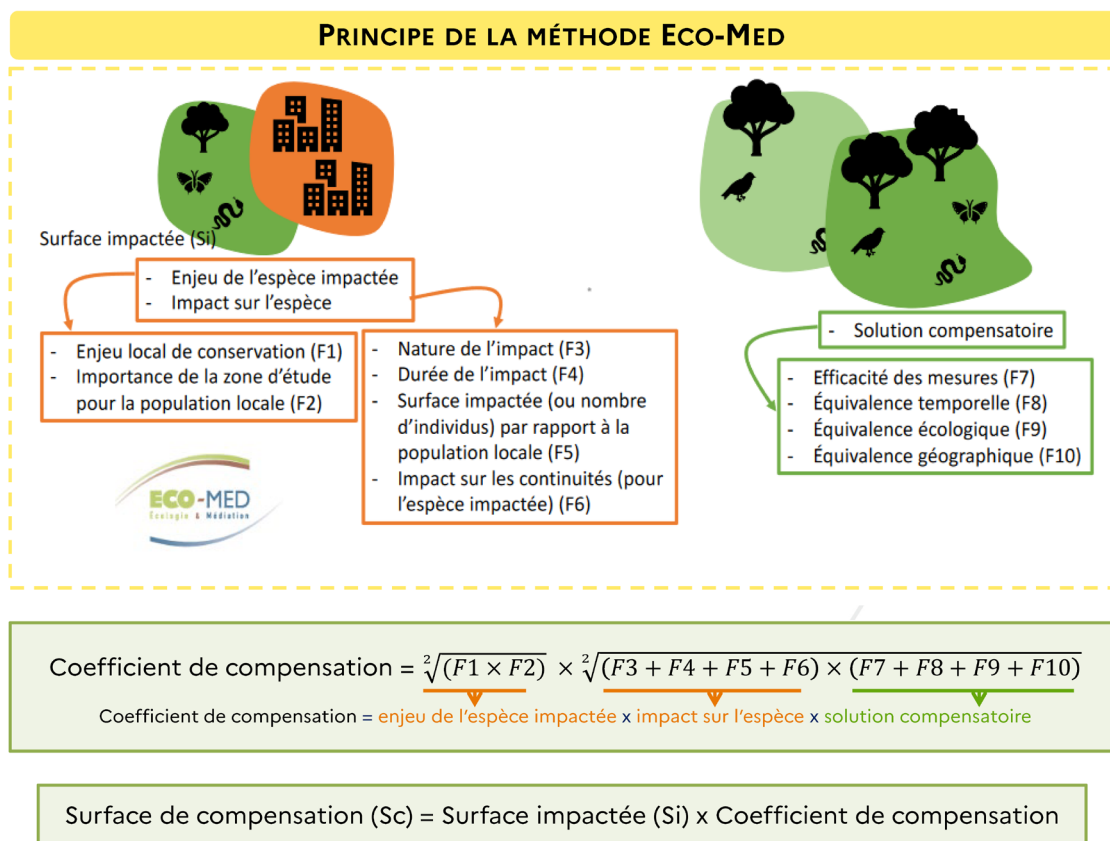 PRINCIPE DE LA MÉTHODE ECO-MED
Surface impactée (Si)
- Enjeu de l'espèce impactée
- Impact sur l'espèce
- Enjeu local de conservation (F1)
- Importance de la zone d'étude
pour la population locale (F2)
- Nature de l'impact (F3)
- Durée de l'impact (F4)
- Surface impactée (ou nombre
d'individus) par rapport à la
population locale (F5)
- Impact sur les continuités (pour
l'espèce impactée) (F6)
ECO-MED
Ecologie & Médiation
- Solution compensatoire
- Efficacité des mesures (F7)
- Équivalence temporelle (F8)
- Équivalence écologique (F9)
- Équivalence géographique (F10)
Coefficient de compensation = ²√(F1 × F2) × ²√(F3 + F4 + F5 + F6) × (F7 + F8 + F9 + F10)
Coefficient de compensation = enjeu de l'espèce impactée x impact sur l'espèce x solution compensatoire
Surface de compensation (Sc) = Surface impactée (Si) x Coefficient de compensation